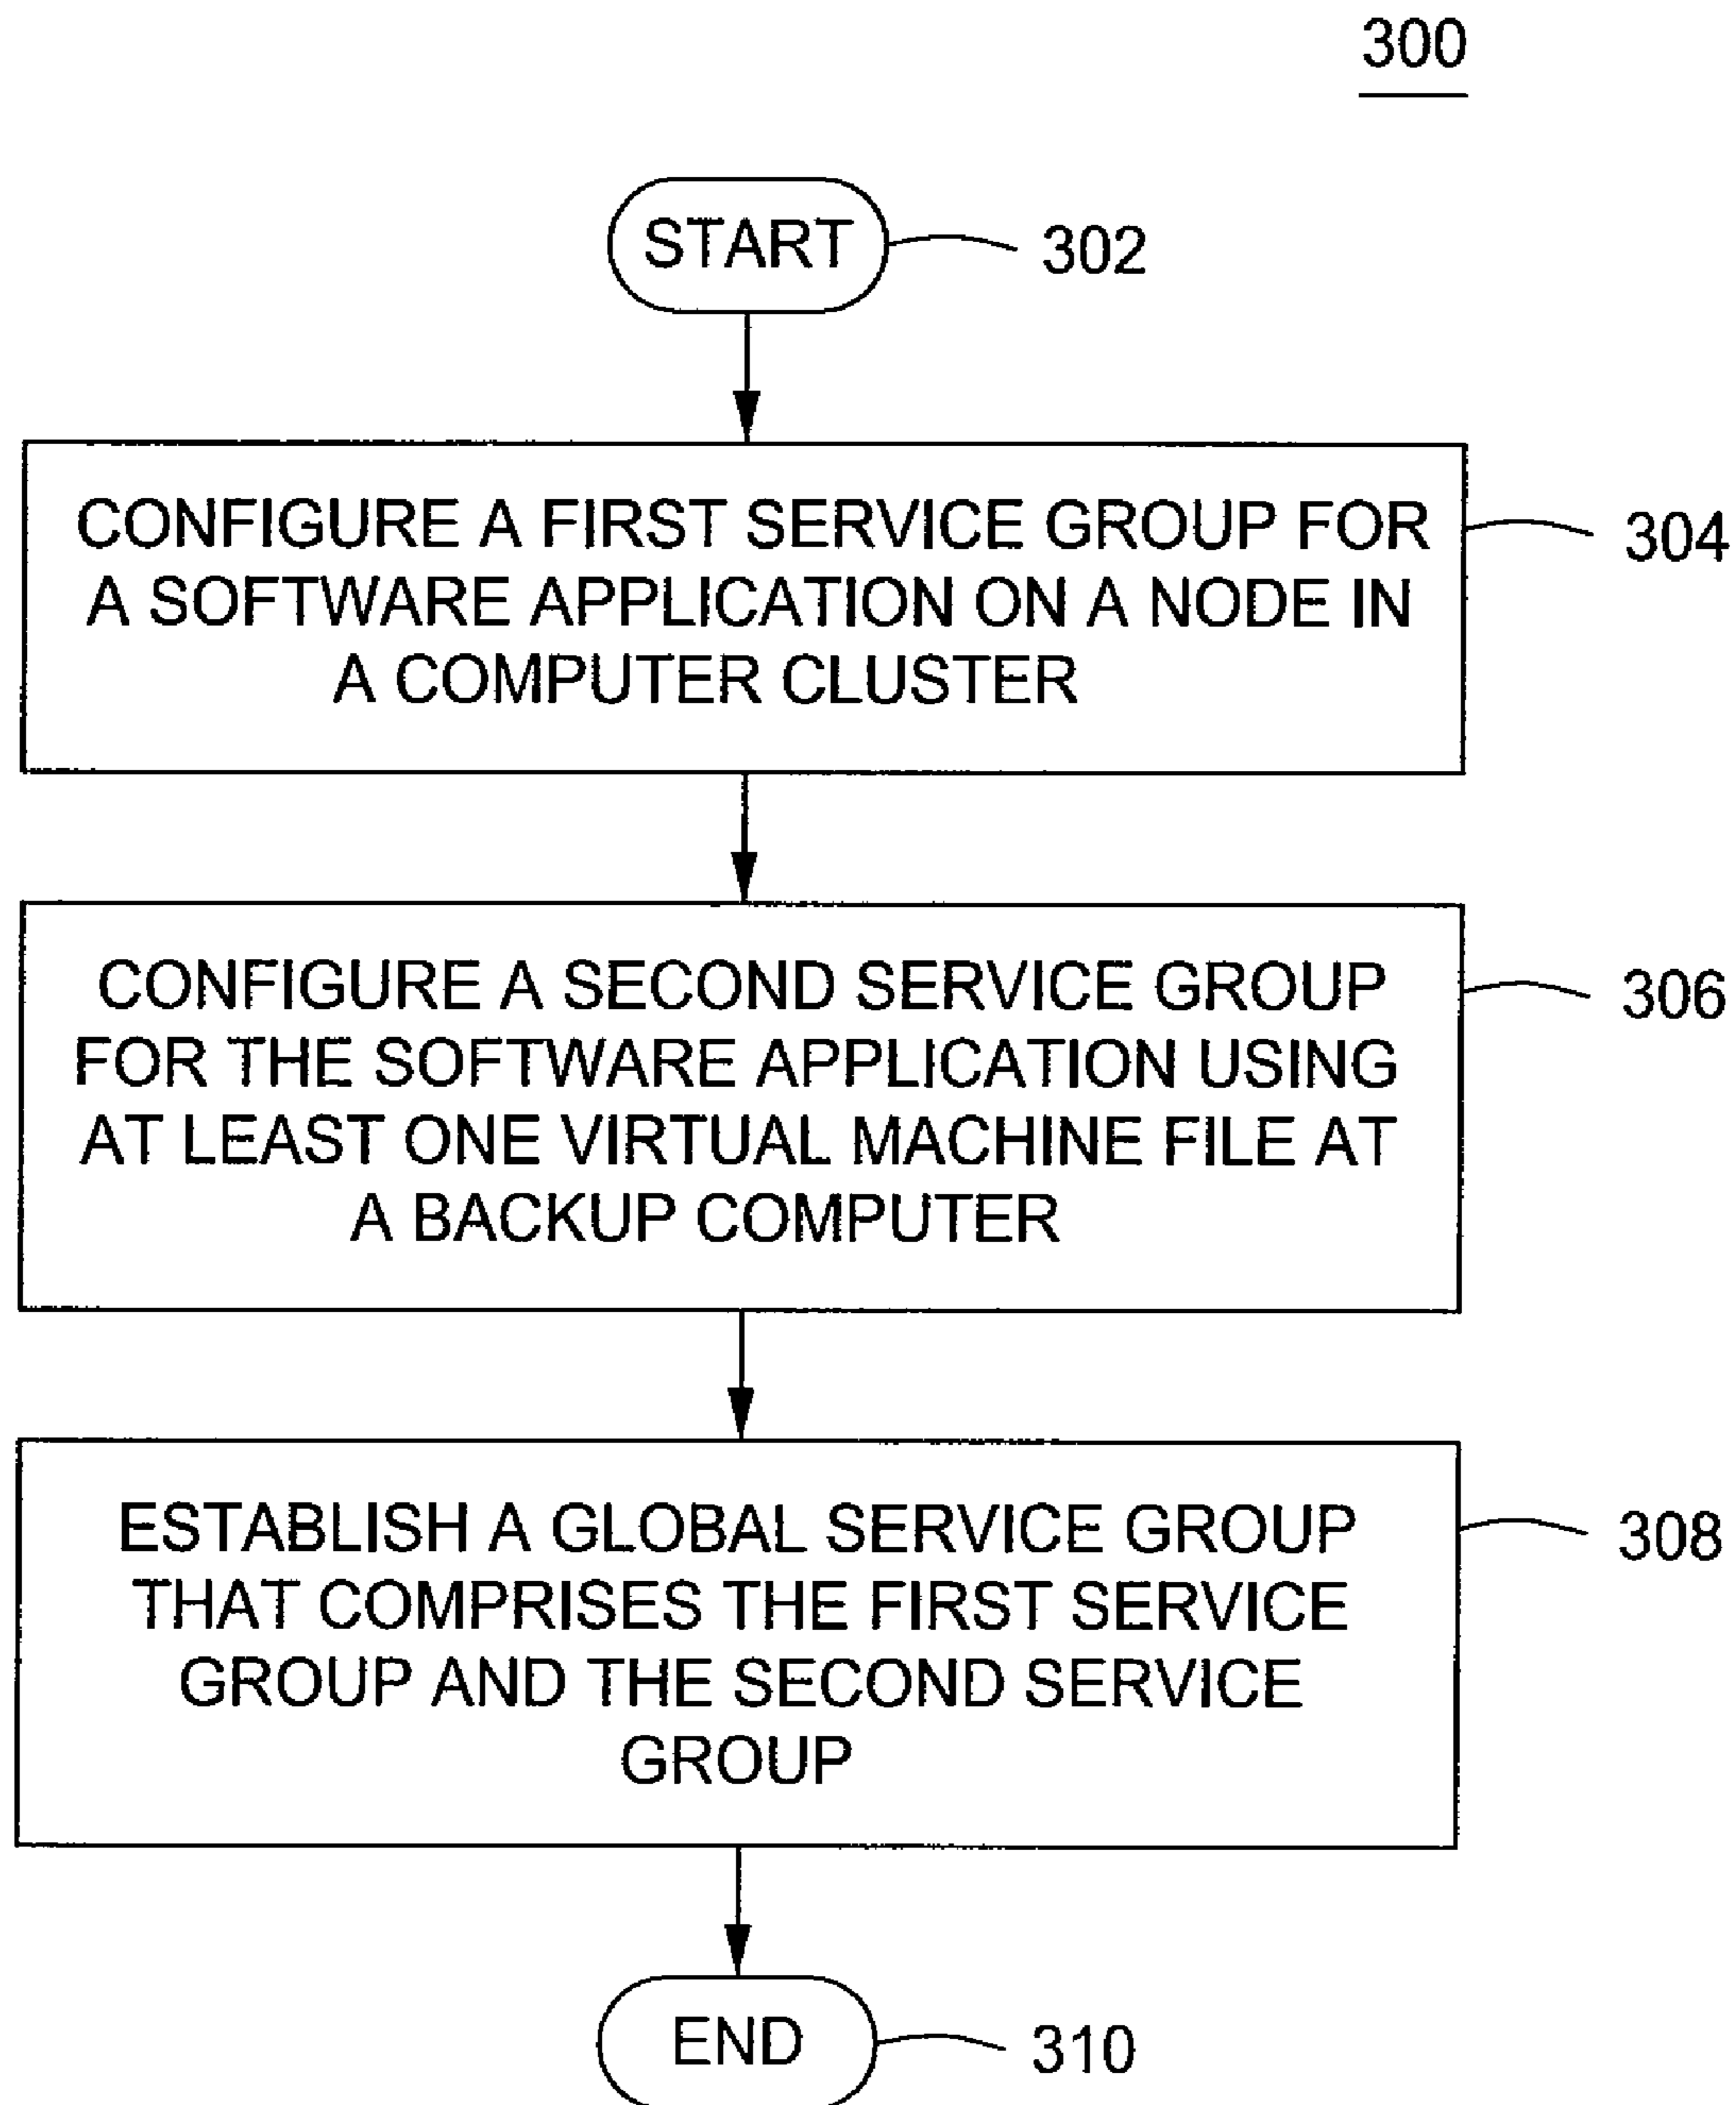 300
START
302
CONFIGURE A FIRST SERVICE GROUP FOR
A SOFTWARE APPLICATION ON A NODE IN
A COMPUTER CLUSTER
304
CONFIGURE A SECOND SERVICE GROUP
FOR THE SOFTWARE APPLICATION USING
AT LEAST ONE VIRTUAL MACHINE FILE AT
A BACKUP COMPUTER
306
ESTABLISH A GLOBAL SERVICE GROUP
THAT COMPRISES THE FIRST SERVICE
GROUP AND THE SECOND SERVICE
GROUP
308
END
310